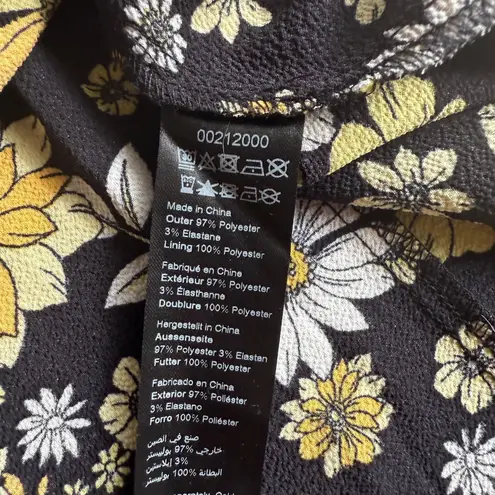 00212000
Made in China
Outer 97% Polyester
3% Elastane
Lining 100% Polyester
Fabriqué en Chine
Extérieur 97% Polyester
3% Élasthanne
Doublure 100% Polyester
Hergestellt in China
Aussenseite
97% Polyester 3% Elastan
Futter 100% Polyester
Fabricado en China
Exterior 97% Poliéster
3% Elastano
Forro 100% Poliéster
صنع في الصين
خارجي 97% بوليستر
3% إيلاستين
البطانة 100% بوليستر